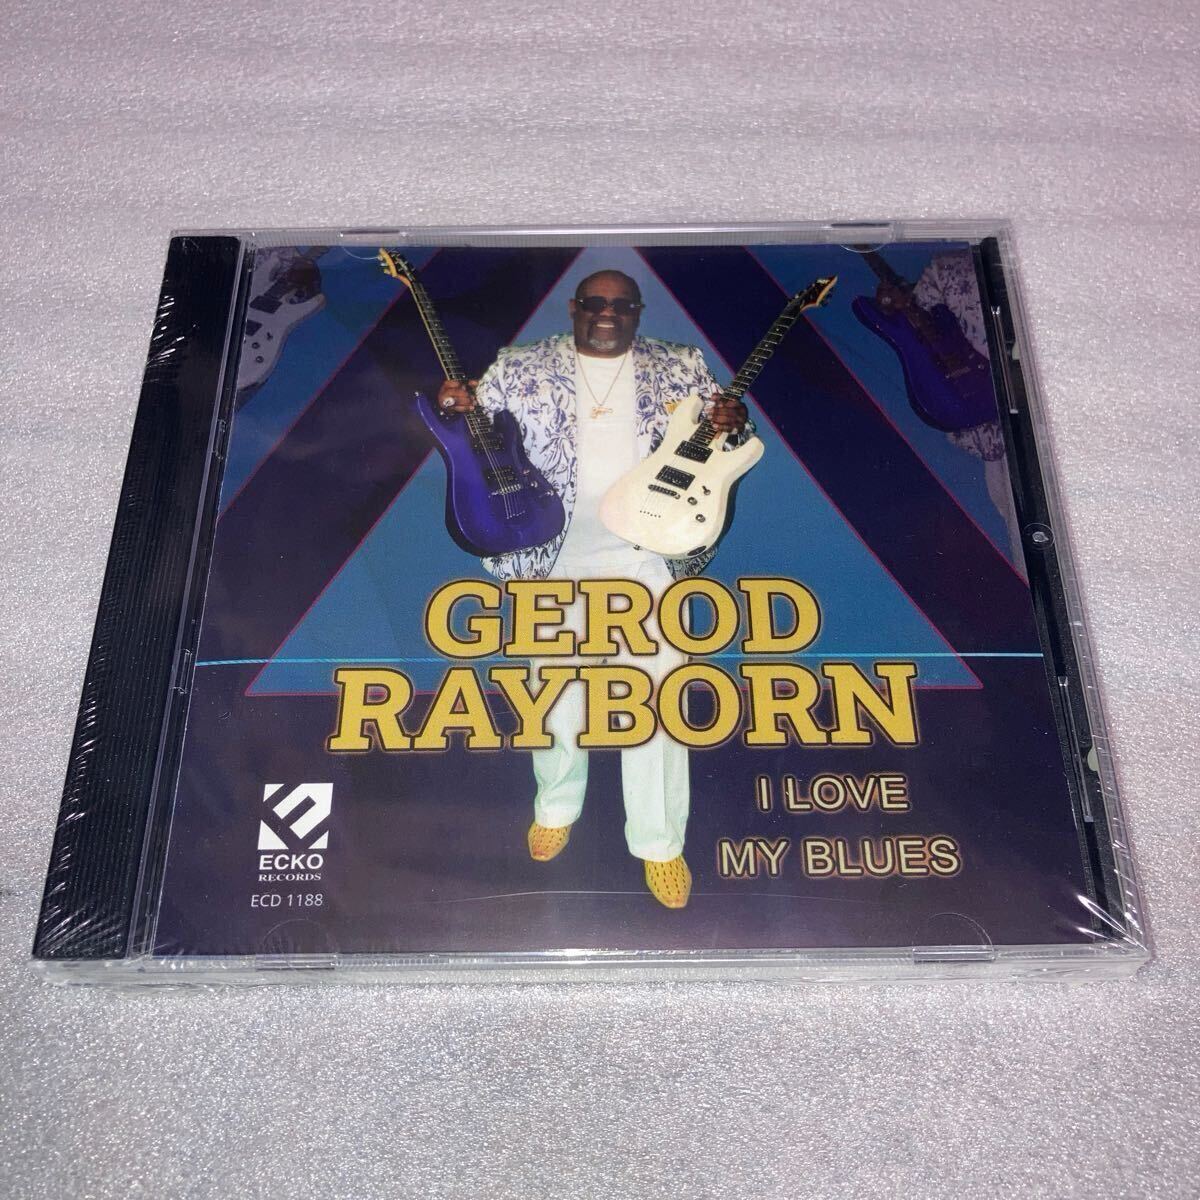 GEROD
RAYBORN
I LOVE
MY BLUES
ECKO
RECORDS
ECD 1188